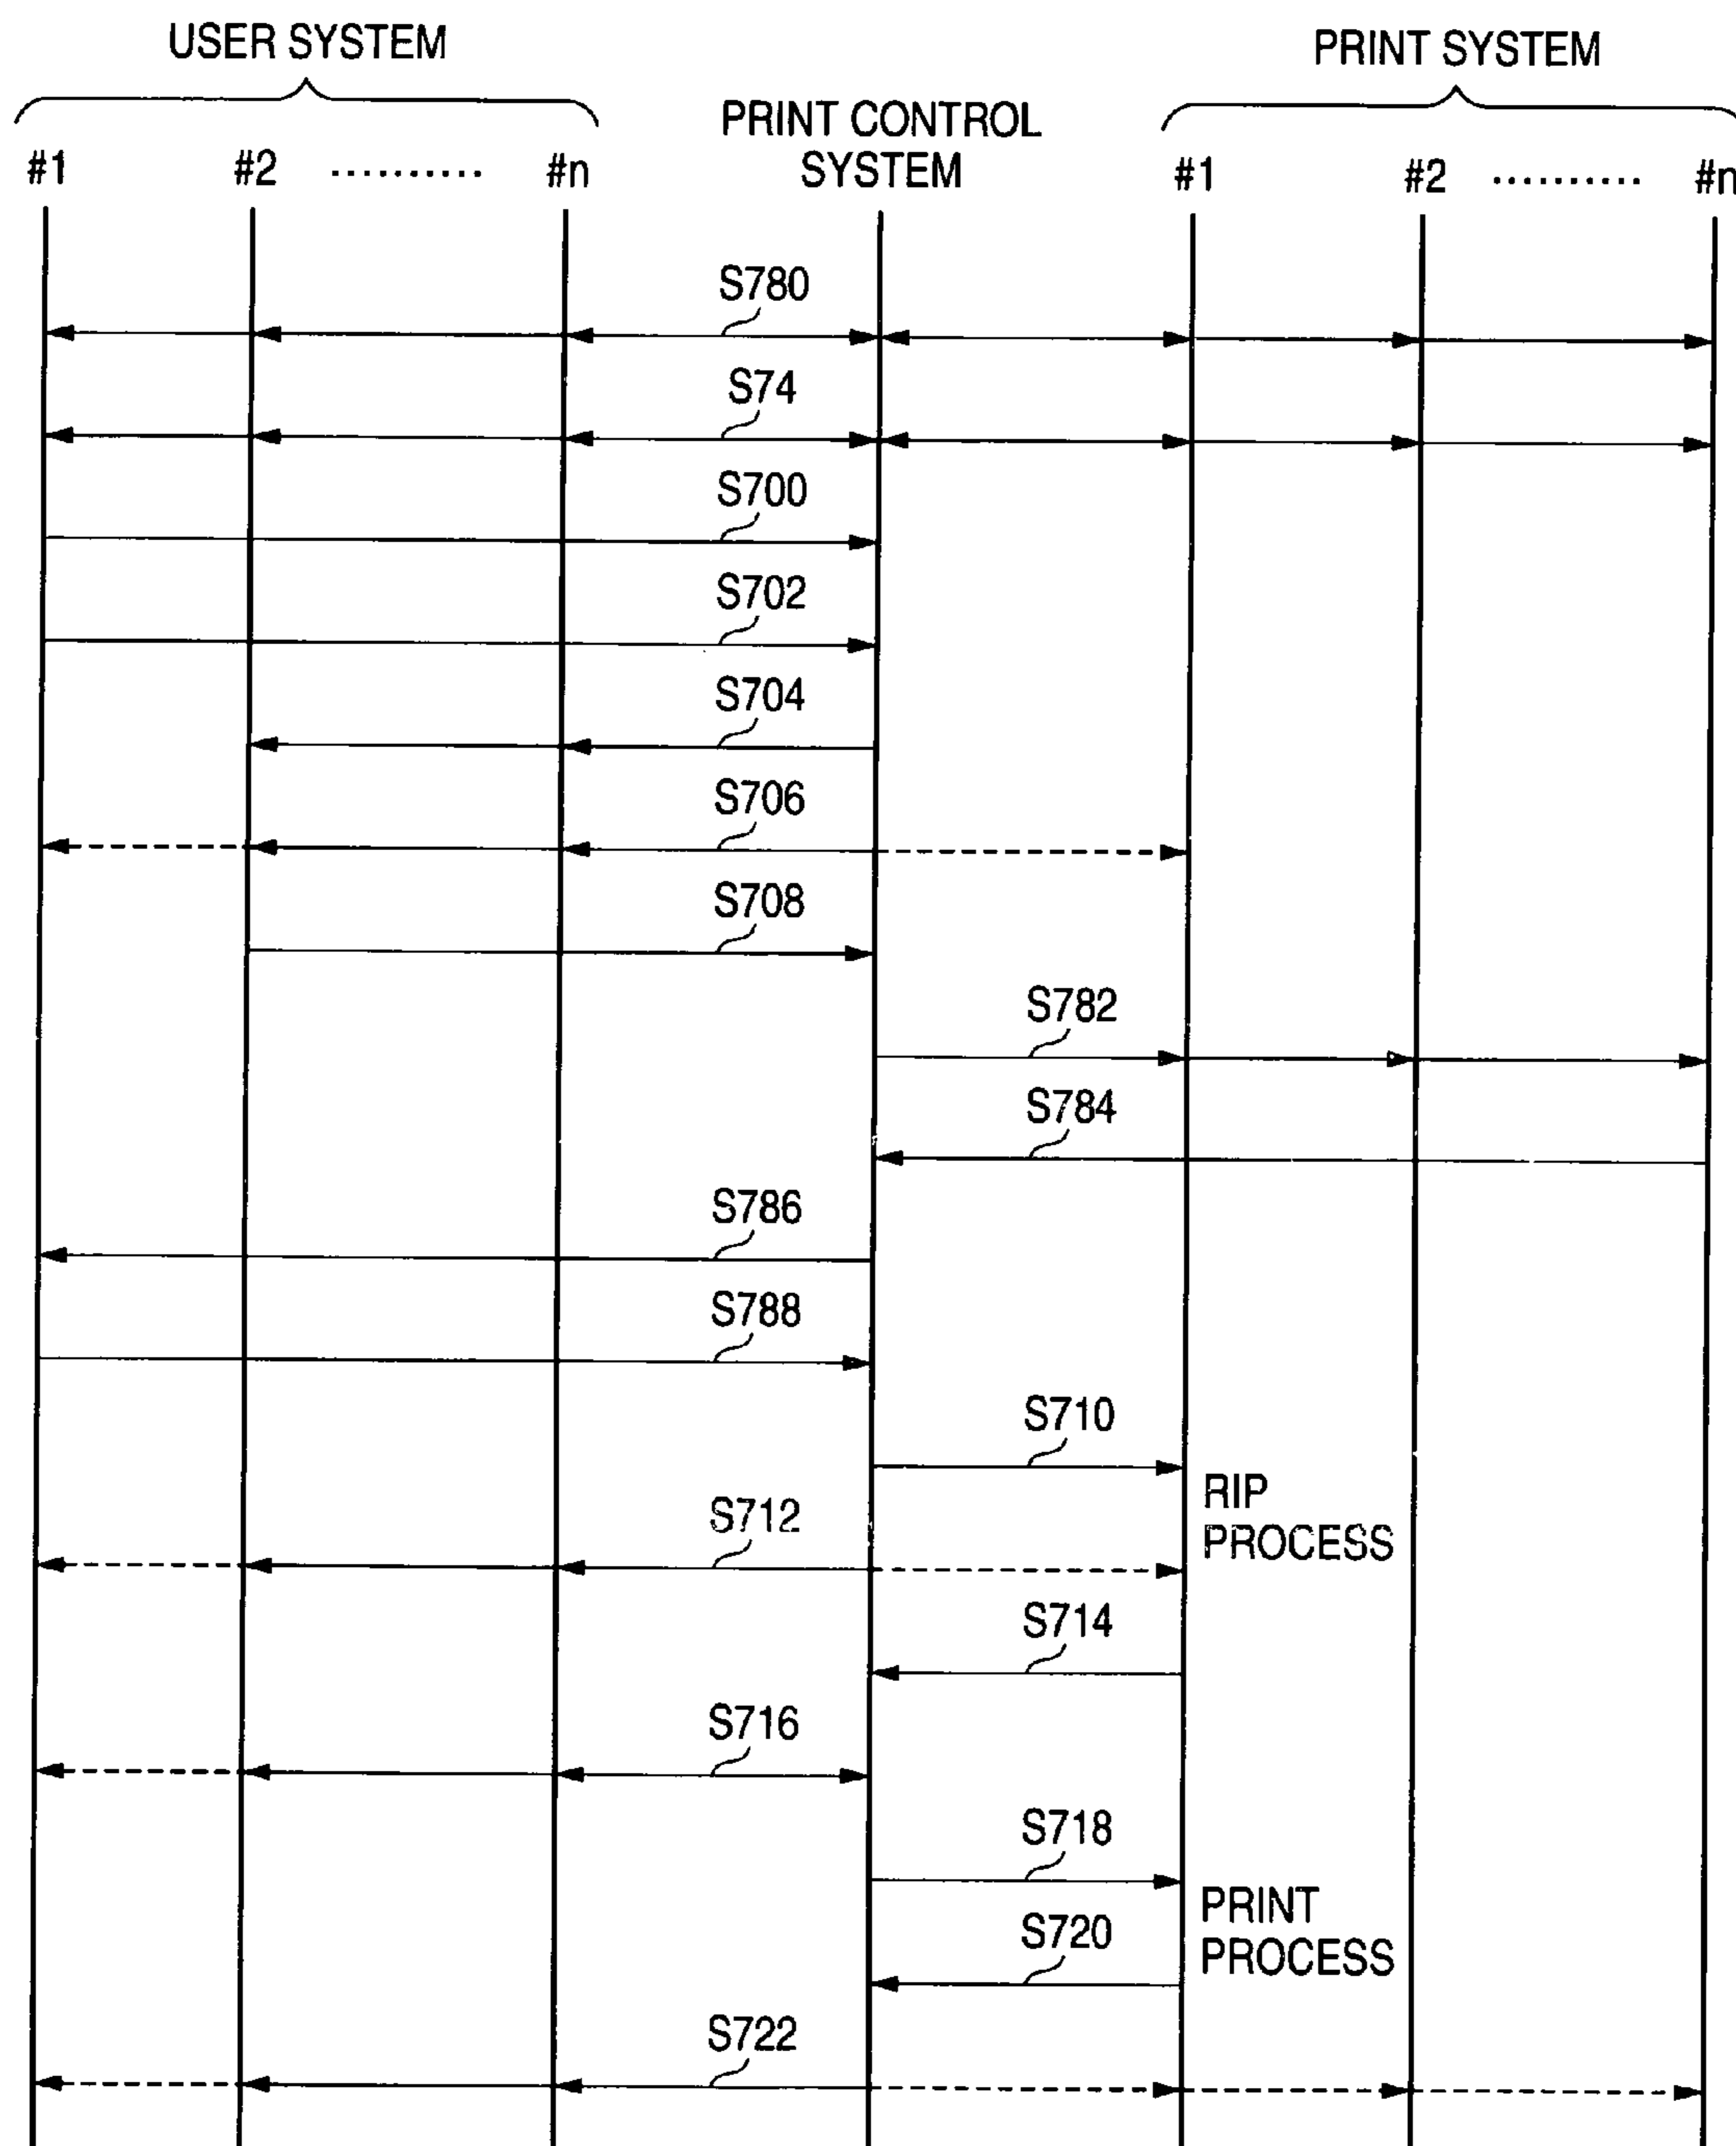 USER SYSTEM
PRINT SYSTEM
PRINT CONTROL
SYSTEM
#1 #2 .......... #n
#1 #2 .......... #n
S780
S74
S700
S702
S704
S706
S708
S782
S784
S786
S788
S710
RIP
PROCESS
S712
S714
S716
S718
PRINT
PROCESS
S720
S722